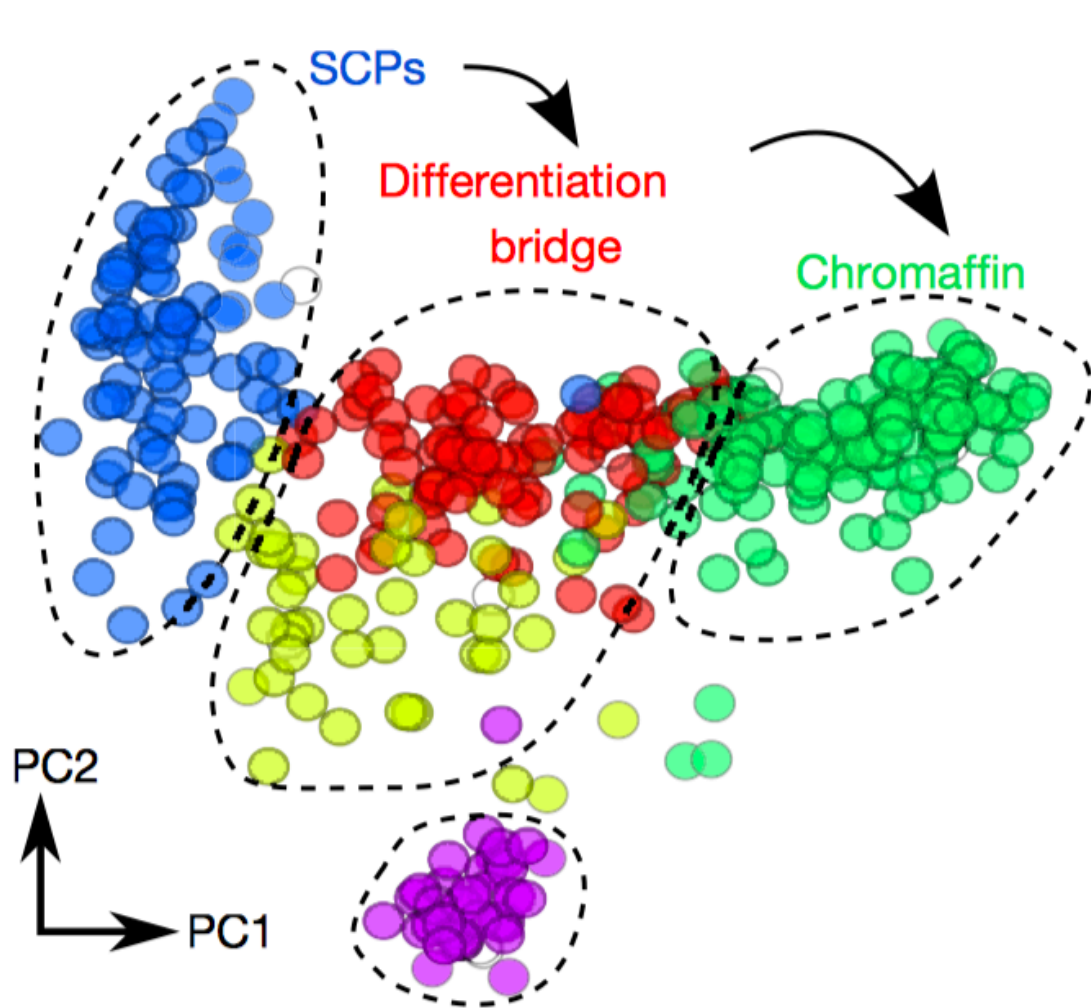 SCPs
Differentiation
bridge
Chromaffin
PC2
PC1